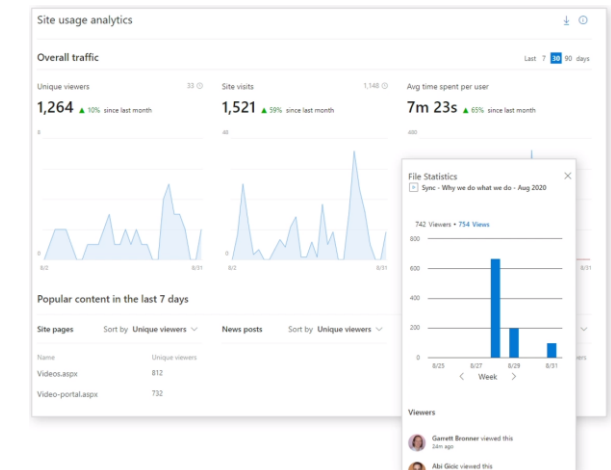 Site usage analytics
Overall traffic
Last 7 30 90 days
Unique viewers 33
1,264 ▲ 10% since last month
8
0
8/2 8/31
Site visits 1,148
1,521 ▲ 59% since last month
48
0
8/2 8/31
Avg time spent per user
7m 23s ▲ 65% since last month
480
8/31
Popular content in the last 7 days
Site pages Sort by Unique viewers
News posts Sort by Unique viewers
Name Unique viewers
Videos.aspx 812
Video-portal.aspx 732
File Statistics
Sync - Why we do what we do - Aug 2020
742 Viewers • 754 Views
800
600
400
200
0
8/25 8/27 8/29 8/31
Week
Viewers
Garrett Bronner viewed this
24m ago
Abi Gicic viewed this